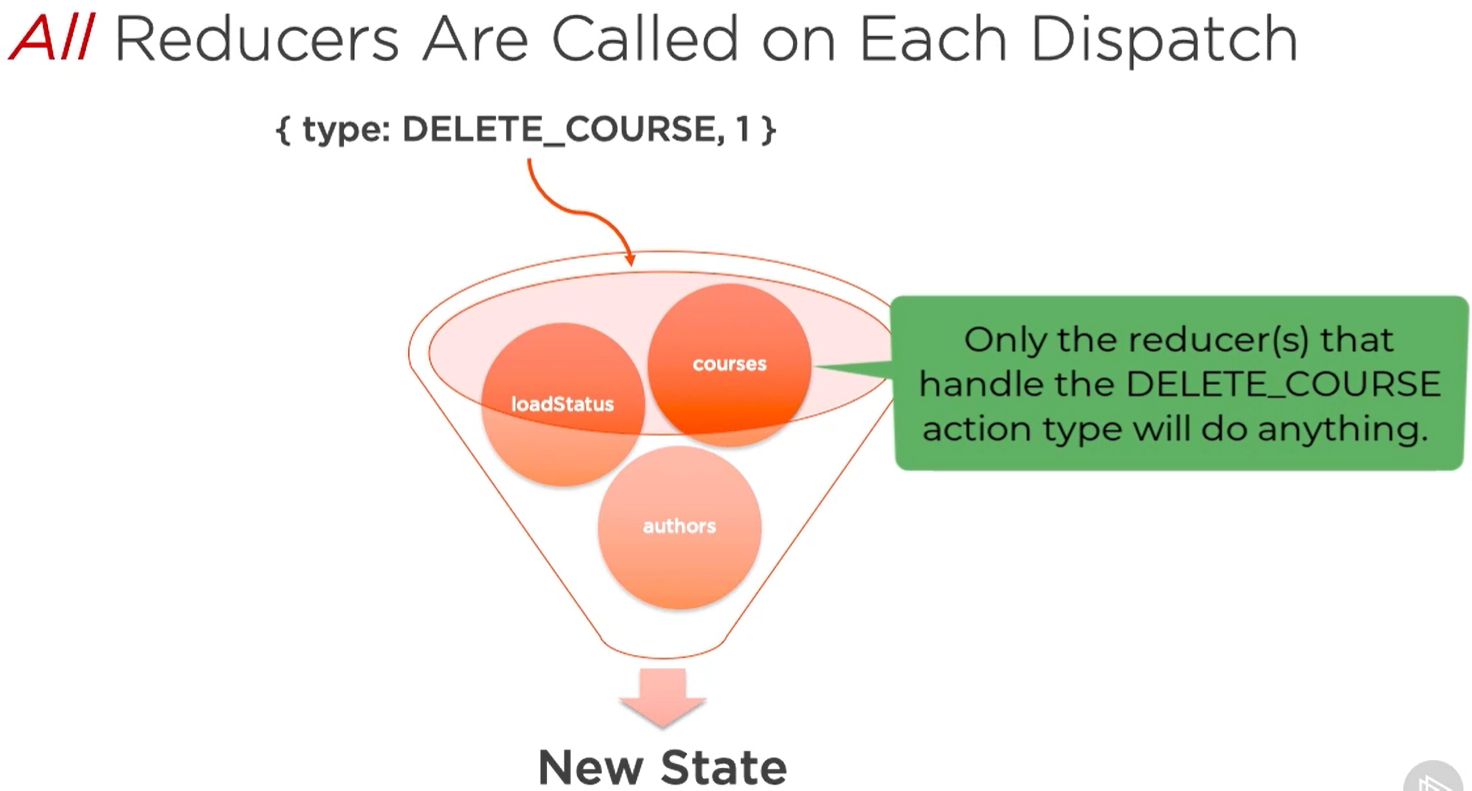 All Reducers Are Called on Each Dispatch
{ type: DELETE_COURSE, 1 }
courses
loadStatus
authors
Only the reducer(s) that
handle the DELETE_COURSE
action type will do anything.
New State